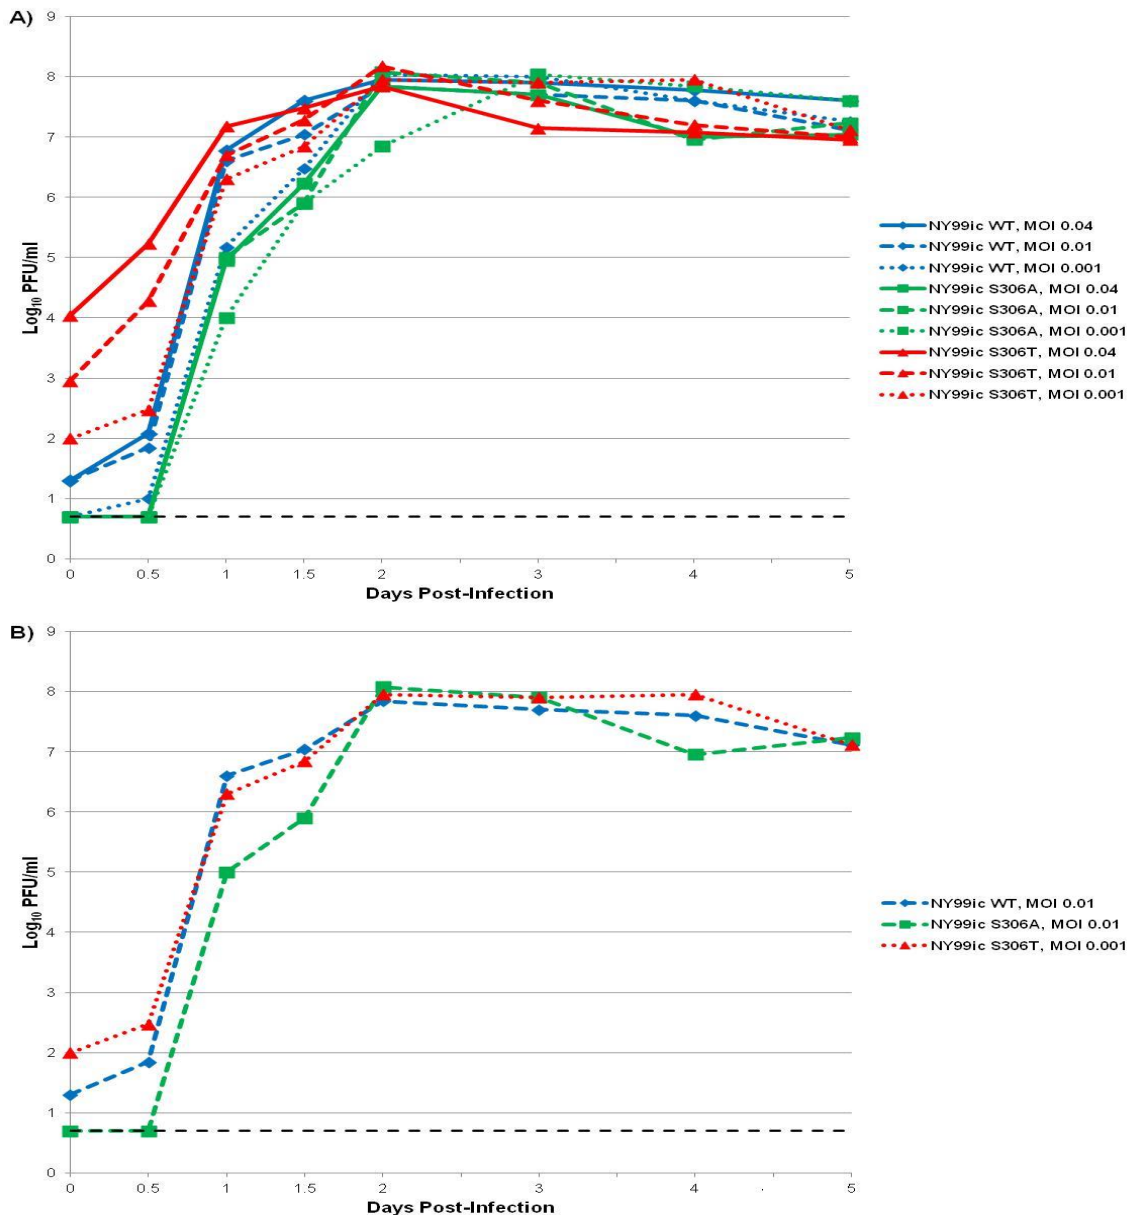 A)
9
8
7
6
5
4
3
2
1
0
Log10 PFU/ml
0 0.5 1 1.5 2 3 4 5
Days Post-Infection
NY99ic WT, MOI 0.04
NY99ic WT, MOI 0.01
NY99ic WT, MOI 0.001
NY99ic S306A, MOI 0.04
NY99ic S306A, MOI 0.01
NY99ic S306A, MOI 0.001
NY99ic S306T, MOI 0.04
NY99ic S306T, MOI 0.01
NY99ic S306T, MOI 0.001
B)
9
8
7
6
5
4
3
2
1
0
Log10 PFU/ml
0 0.5 1 1.5 2 3 4 5
Days Post-Infection
NY99ic WT, MOI 0.01
NY99ic S306A, MOI 0.01
NY99ic S306T, MOI 0.001